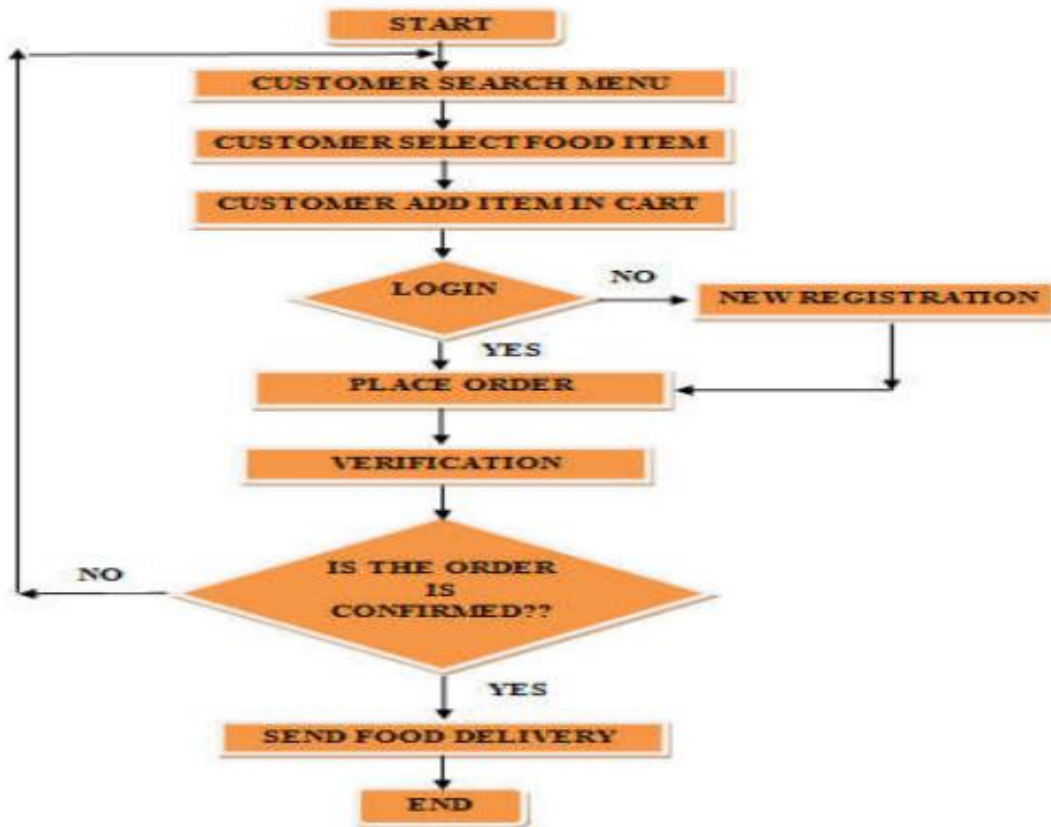 START
CUSTOMER SEARCH MENU
CUSTOMER SELECT FOOD ITEM
CUSTOMER ADD ITEM IN CART
LOGIN
NO
NEW REGISTRATION
YES
PLACE ORDER
VERIFICATION
IS THE ORDER
IS
CONFIRMED??
NO
YES
SEND FOOD DELIVERY
END